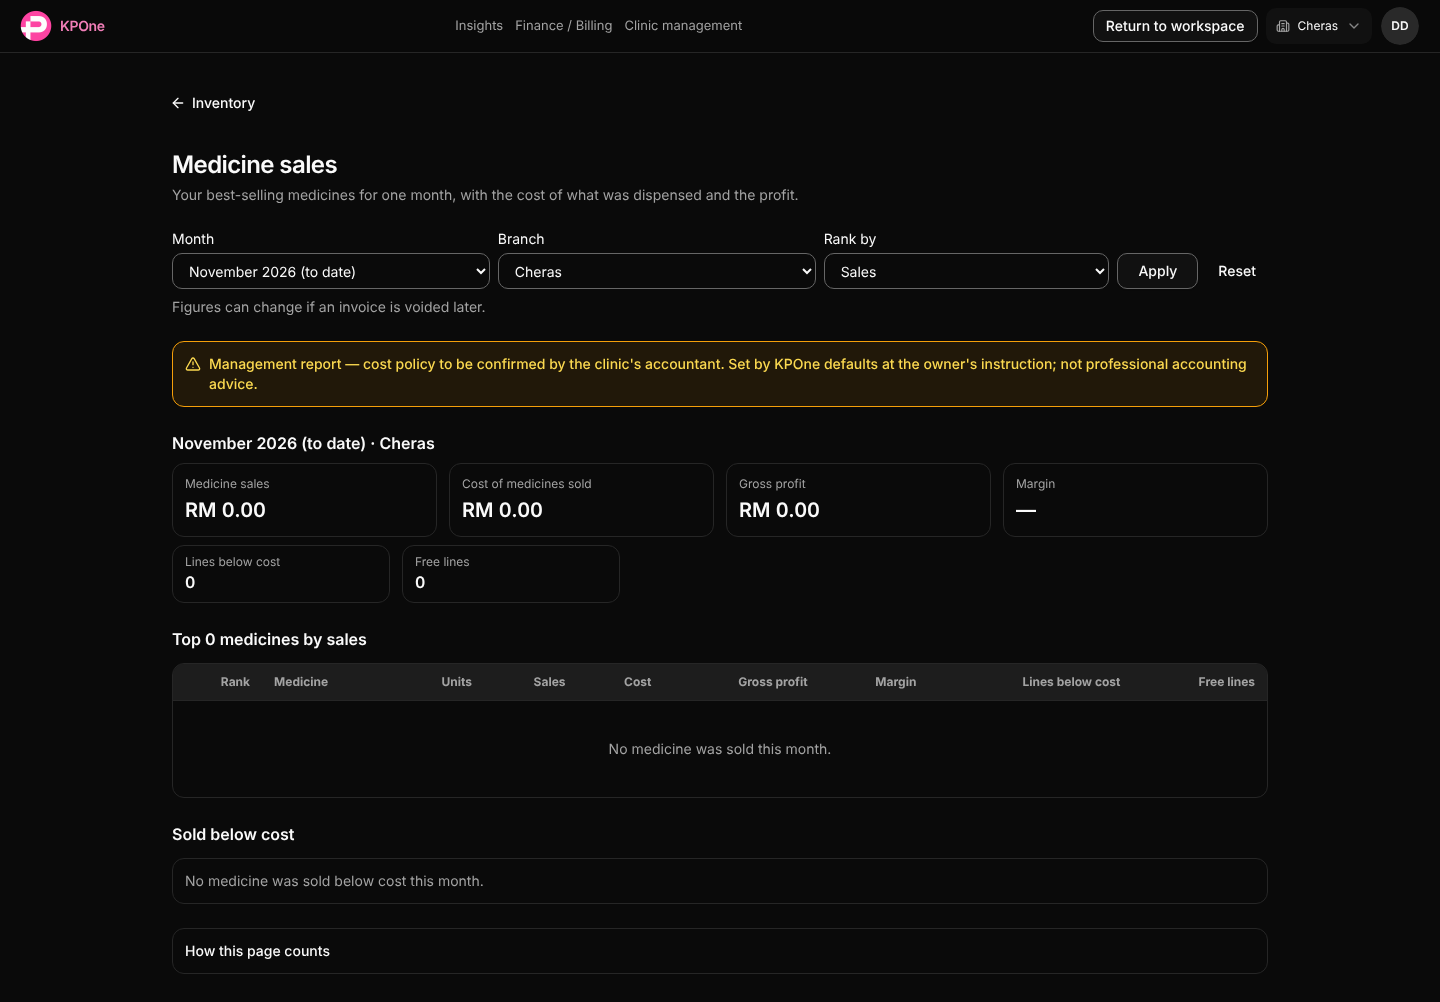 KPOne
Insights
Finance / Billing
Clinic management
Return to workspace
Cheras
DD
Inventory
Medicine sales
Your best-selling medicines for one month, with the cost of what was dispensed and the profit.
Month
Branch
Rank by
November 2026 (to date)
Cheras
Sales
Apply
Reset
Figures can change if an invoice is voided later.
Management report — cost policy to be confirmed by the clinic's accountant. Set by KPOne defaults at the owner's instruction; not professional accounting
advice.
November 2026 (to date) · Cheras
Medicine sales
RM 0.00
Cost of medicines sold
RM 0.00
Gross profit
RM 0.00
Margin
—
Lines below cost
0
Free lines
0
Top 0 medicines by sales
Rank Medicine Units Sales Cost Gross profit Margin Lines below cost Free lines
No medicine was sold this month.
Sold below cost
No medicine was sold below cost this month.
How this page counts